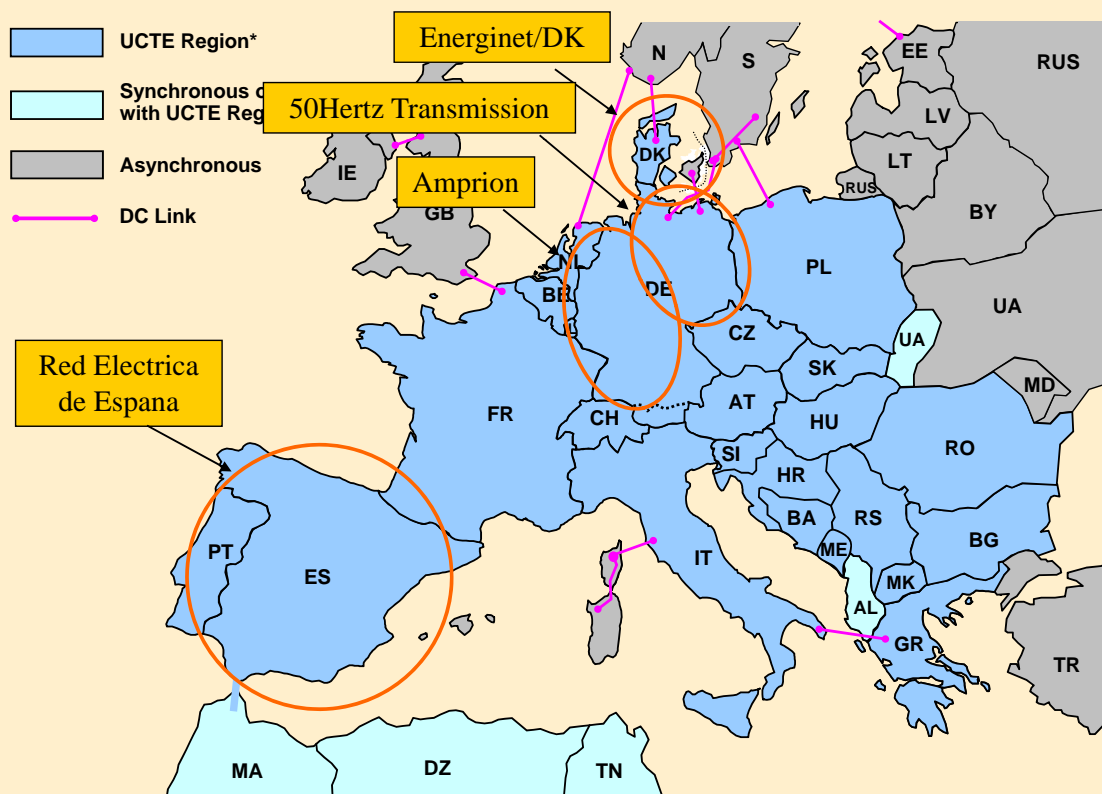 UCTE Region*
Synchronous
with UCTE
Asynchronous
DC Link
Energinet/DK
50Hertz Transmission
Amprion
Red Electrica
de Espana
N
S
EE
RUS
LV
LT
RUS
BY
IE
GB
DK
NL
BE
DE
PL
UA
UA
CZ
SK
MD
FR
CH
AT
HU
SI
RO
HR
BA
RS
ME
BG
MK
AL
IT
GR
TR
PT
ES
MA
DZ
TN